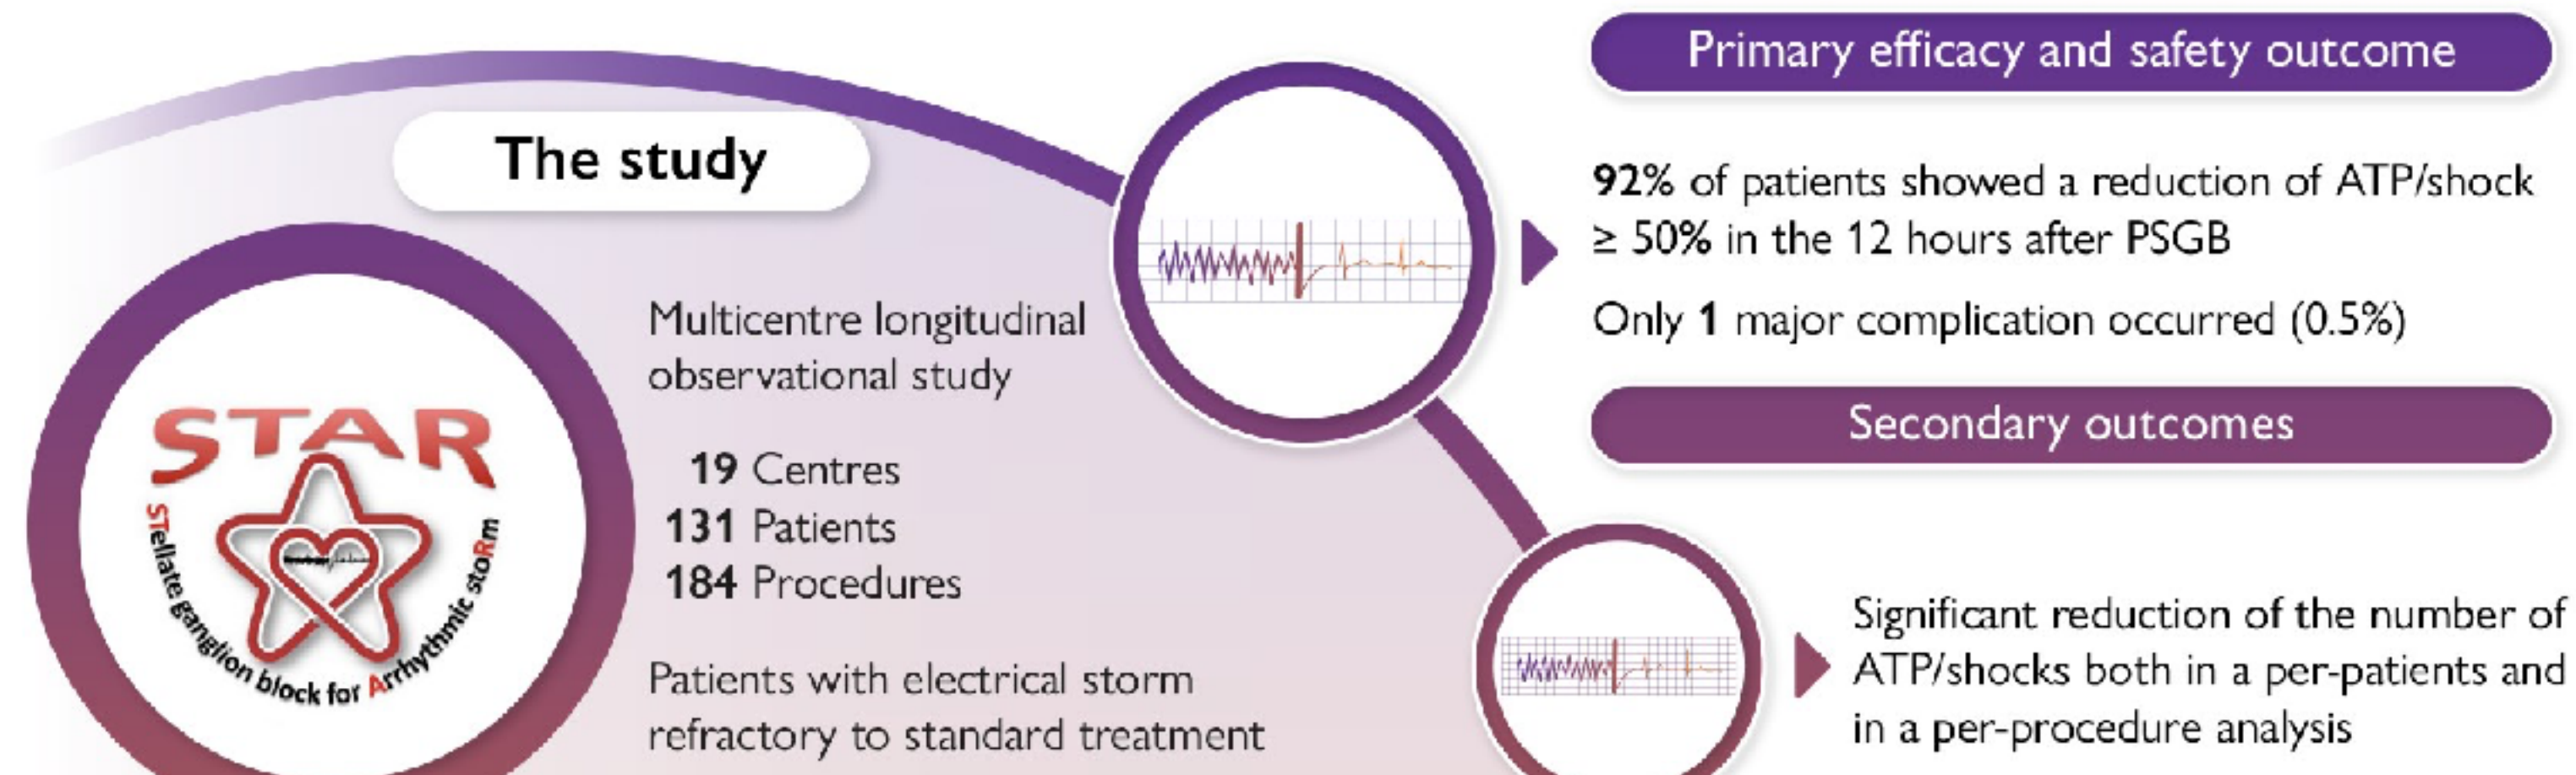 The study
STAR
STellate ganglion block for Arrhythmic stoRm
Multicentre longitudinal
observational study
19 Centres
131 Patients
184 Procedures
Patients with electrical storm
refractory to standard treatment
Primary efficacy and safety outcome
92% of patients showed a reduction of ATP/shock
≥ 50% in the 12 hours after PSGB
Only 1 major complication occurred (0.5%)
Secondary outcomes
Significant reduction of the number of
ATP/shocks both in a per-patients and
in a per-procedure analysis